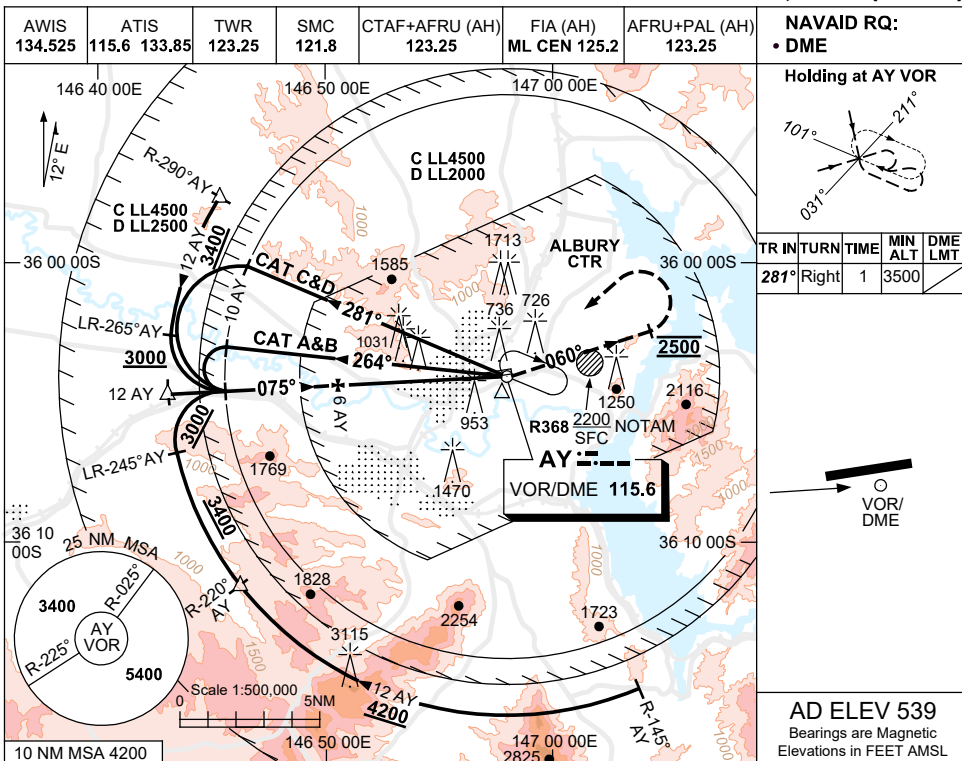 AWIS
134.525
ATIS
115.6 133.85
TWR
123.25
SMC
121.8
CTAF+AFRU (AH)
123.25
FIA (AH)
ML CEN 125.2
AFRU+PAL (AH)
123.25
NAVAID RQ:
• DME
146 40 00E
146 50 00E
147 00 00E
Holding at AY VOR
101°
211°
031°
12° E
R-290°AY
C LL4500
D LL2500
C LL4500
D LL2000
1000
12 AY
3400
10 AY
36 00 00S
36 00 00S
CAT C&D
281°
1585
1000
1713
ALBURY
CTR
TR IN
TURN
TIME
MIN
ALT
DME
LMT
281°
Right
1
3500
LR-265°AY
3000
CAT A&B
264°
1031
736
726
060°
2500
12 AY
075°
6 AY
953
1250
2116
3000
R368
2200
SFC
NOTAM
1000
1500
LR-245°AY
1000
1769
1470
AY
VOR/DME 115.6
1000
VOR/
DME
3400
36 10
00S
36 10 00S
25 NM MSA
1000
R-220°
AY
1828
2254
1723
3400
R-025°
AY
VOR
R-225°
5400
1500
3115
12 AY
4200
Scale 1:500,000
0
5NM
R-145°
AY
1000
10 NM MSA 4200
146 50 00E
147 00 00E
2825
AD ELEV 539
Bearings are Magnetic
Elevations in FEET AMSL